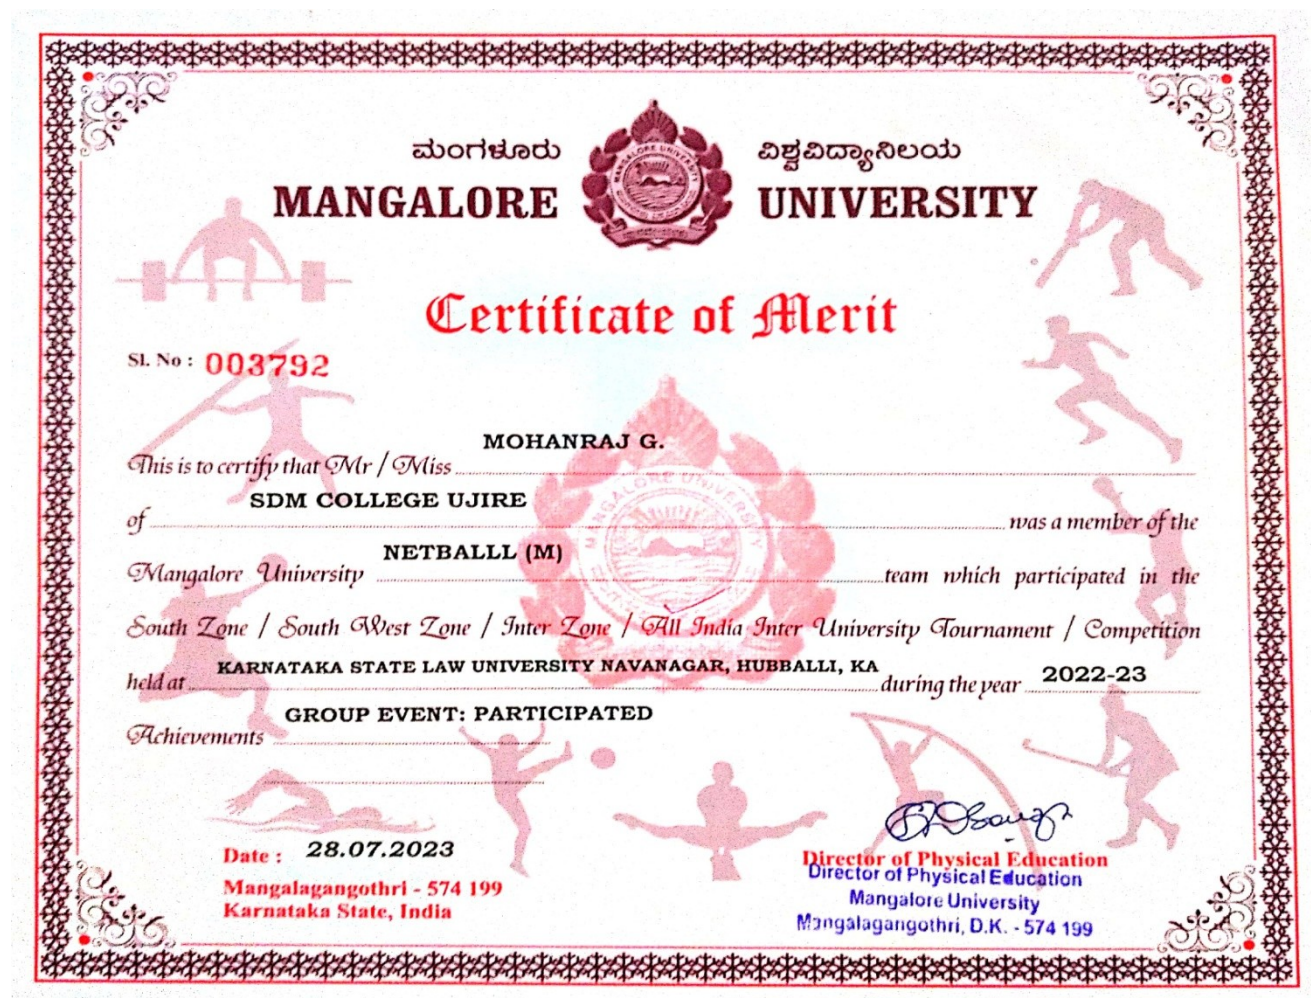 ಮಂಗಳೂರು ವಿಶ್ವವಿದ್ಯಾನಿಲಯ
MANGALORE UNIVERSITY
MANGALORE UNIVERSITY
Certificate of Merit
Sl. No : 003792
MOHANRAJ G.
This is to certify that Mr / Miss
SDM COLLEGE UJIRE
of was a member of the
NETBALLL (M)
Mangalore University team which participated in the
South Zone / South West Zone / Inter Zone / All India Inter University Tournament / Competition
KARNATAKA STATE LAW UNIVERSITY NAVANAGAR, HUBBALLI, KA 2022-23
held at during the year
GROUP EVENT: PARTICIPATED
Achievements
MANGALORE UNIVERSITY
Date : 28.07.2023
Mangalagangothri - 574 199
Karnataka State, India
Director of Physical Education
Director of Physical Education
Mangalore University
Mangalagangothri, D.K. - 574 199